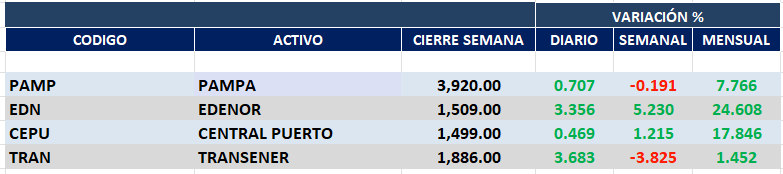 VARIACIÓN %
CODIGO ACTIVO CIERRE SEMANA DIARIO SEMANAL MENSUAL
PAMP PAMPA 3,920.00 0.707 -0.191 7.766
EDN EDENOR 1,509.00 3.356 5.230 24.608
CEPU CENTRAL PUERTO 1,499.00 0.469 1.215 17.846
TRAN TRANSENER 1,886.00 3.683 -3.825 1.452